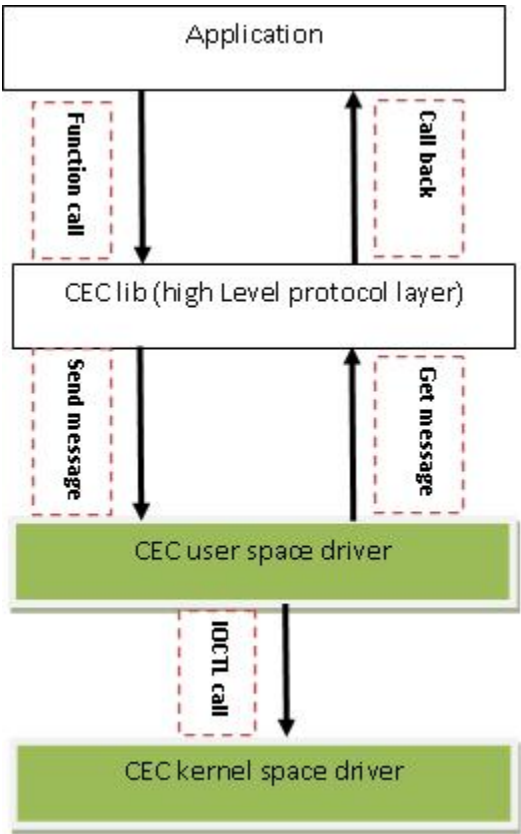 Application
Function call
Call back
CEC lib (high Level protocol layer)
Send message
Get message
CEC user space driver
IOCTL call
CEC kernel space driver